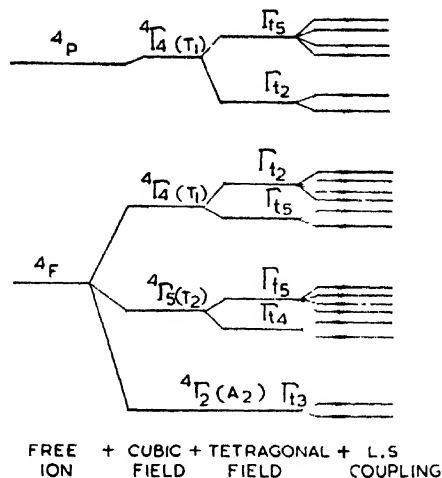 ⁴P
⁴Γ₄(T₁)
Γt5
Γt2
⁴Γ₄(T₁)
Γt2
Γt5
⁴F
⁴Γ₅(T₂)
Γt5
Γt4
⁴Γ₂(A₂) Γt3
FREE + CUBIC + TETRAGONAL + L.S
ION FIELD FIELD COUPLING